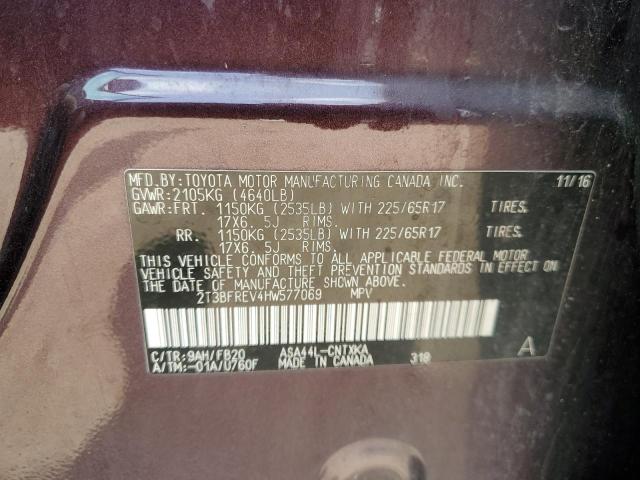 MFD.BY:TOYOTA MOTOR MANUFACTURING CANADA INC. 11/16
GVWR:2105KG (4640LB)
GAWR:FRT. 1150KG (2535LB) WITH 225/65R17 TIRES.
17X6.5J RIMS.
RR. 1150KG (2535LB) WITH 225/65R17 TIRES.
17X6.5J RIMS.
THIS VEHICLE CONFORMS TO ALL APPLICABLE FEDERAL MOTOR
VEHICLE SAFETY AND THEFT PREVENTION STANDARDS IN EFFECT ON
THE DATE OF MANUFACTURE SHOWN ABOVE.
2T3BFREV4HW577069 MPV
C/TR:9AH/FB20 ASA44L-CNTXKA 318 A
A/TM:-01A/U760F MADE IN CANADA